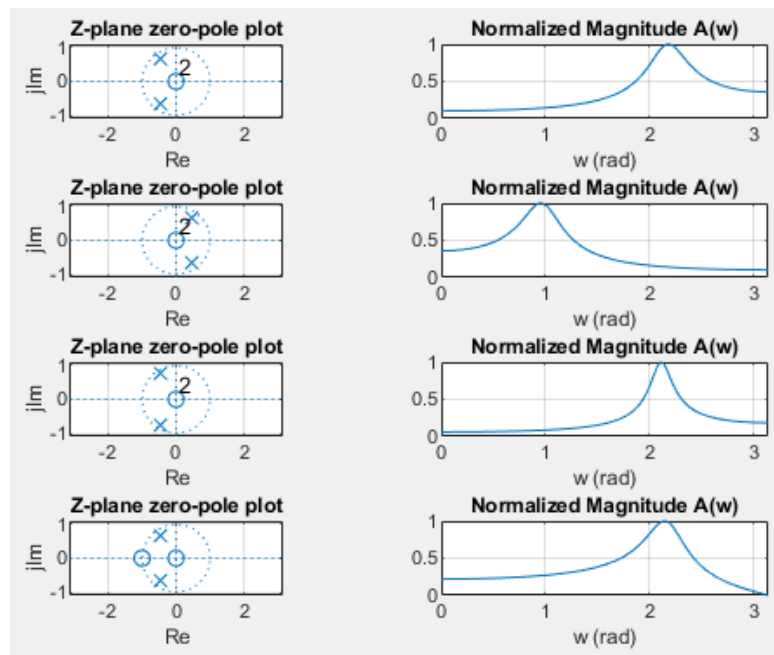 Z-plane zero-pole plot
Normalized Magnitude A(w)
1
0
-1
jIm
2
-2 0 2
Re
1
0.5
0
0 1 2 3
w (rad)
Z-plane zero-pole plot
Normalized Magnitude A(w)
1
0
-1
jIm
2
-2 0 2
Re
1
0.5
0
0 1 2 3
w (rad)
Z-plane zero-pole plot
Normalized Magnitude A(w)
1
0
-1
jIm
2
-2 0 2
Re
1
0.5
0
0 1 2 3
w (rad)
Z-plane zero-pole plot
Normalized Magnitude A(w)
1
0
-1
jIm
-2 0 2
Re
1
0.5
0
0 1 2 3
w (rad)